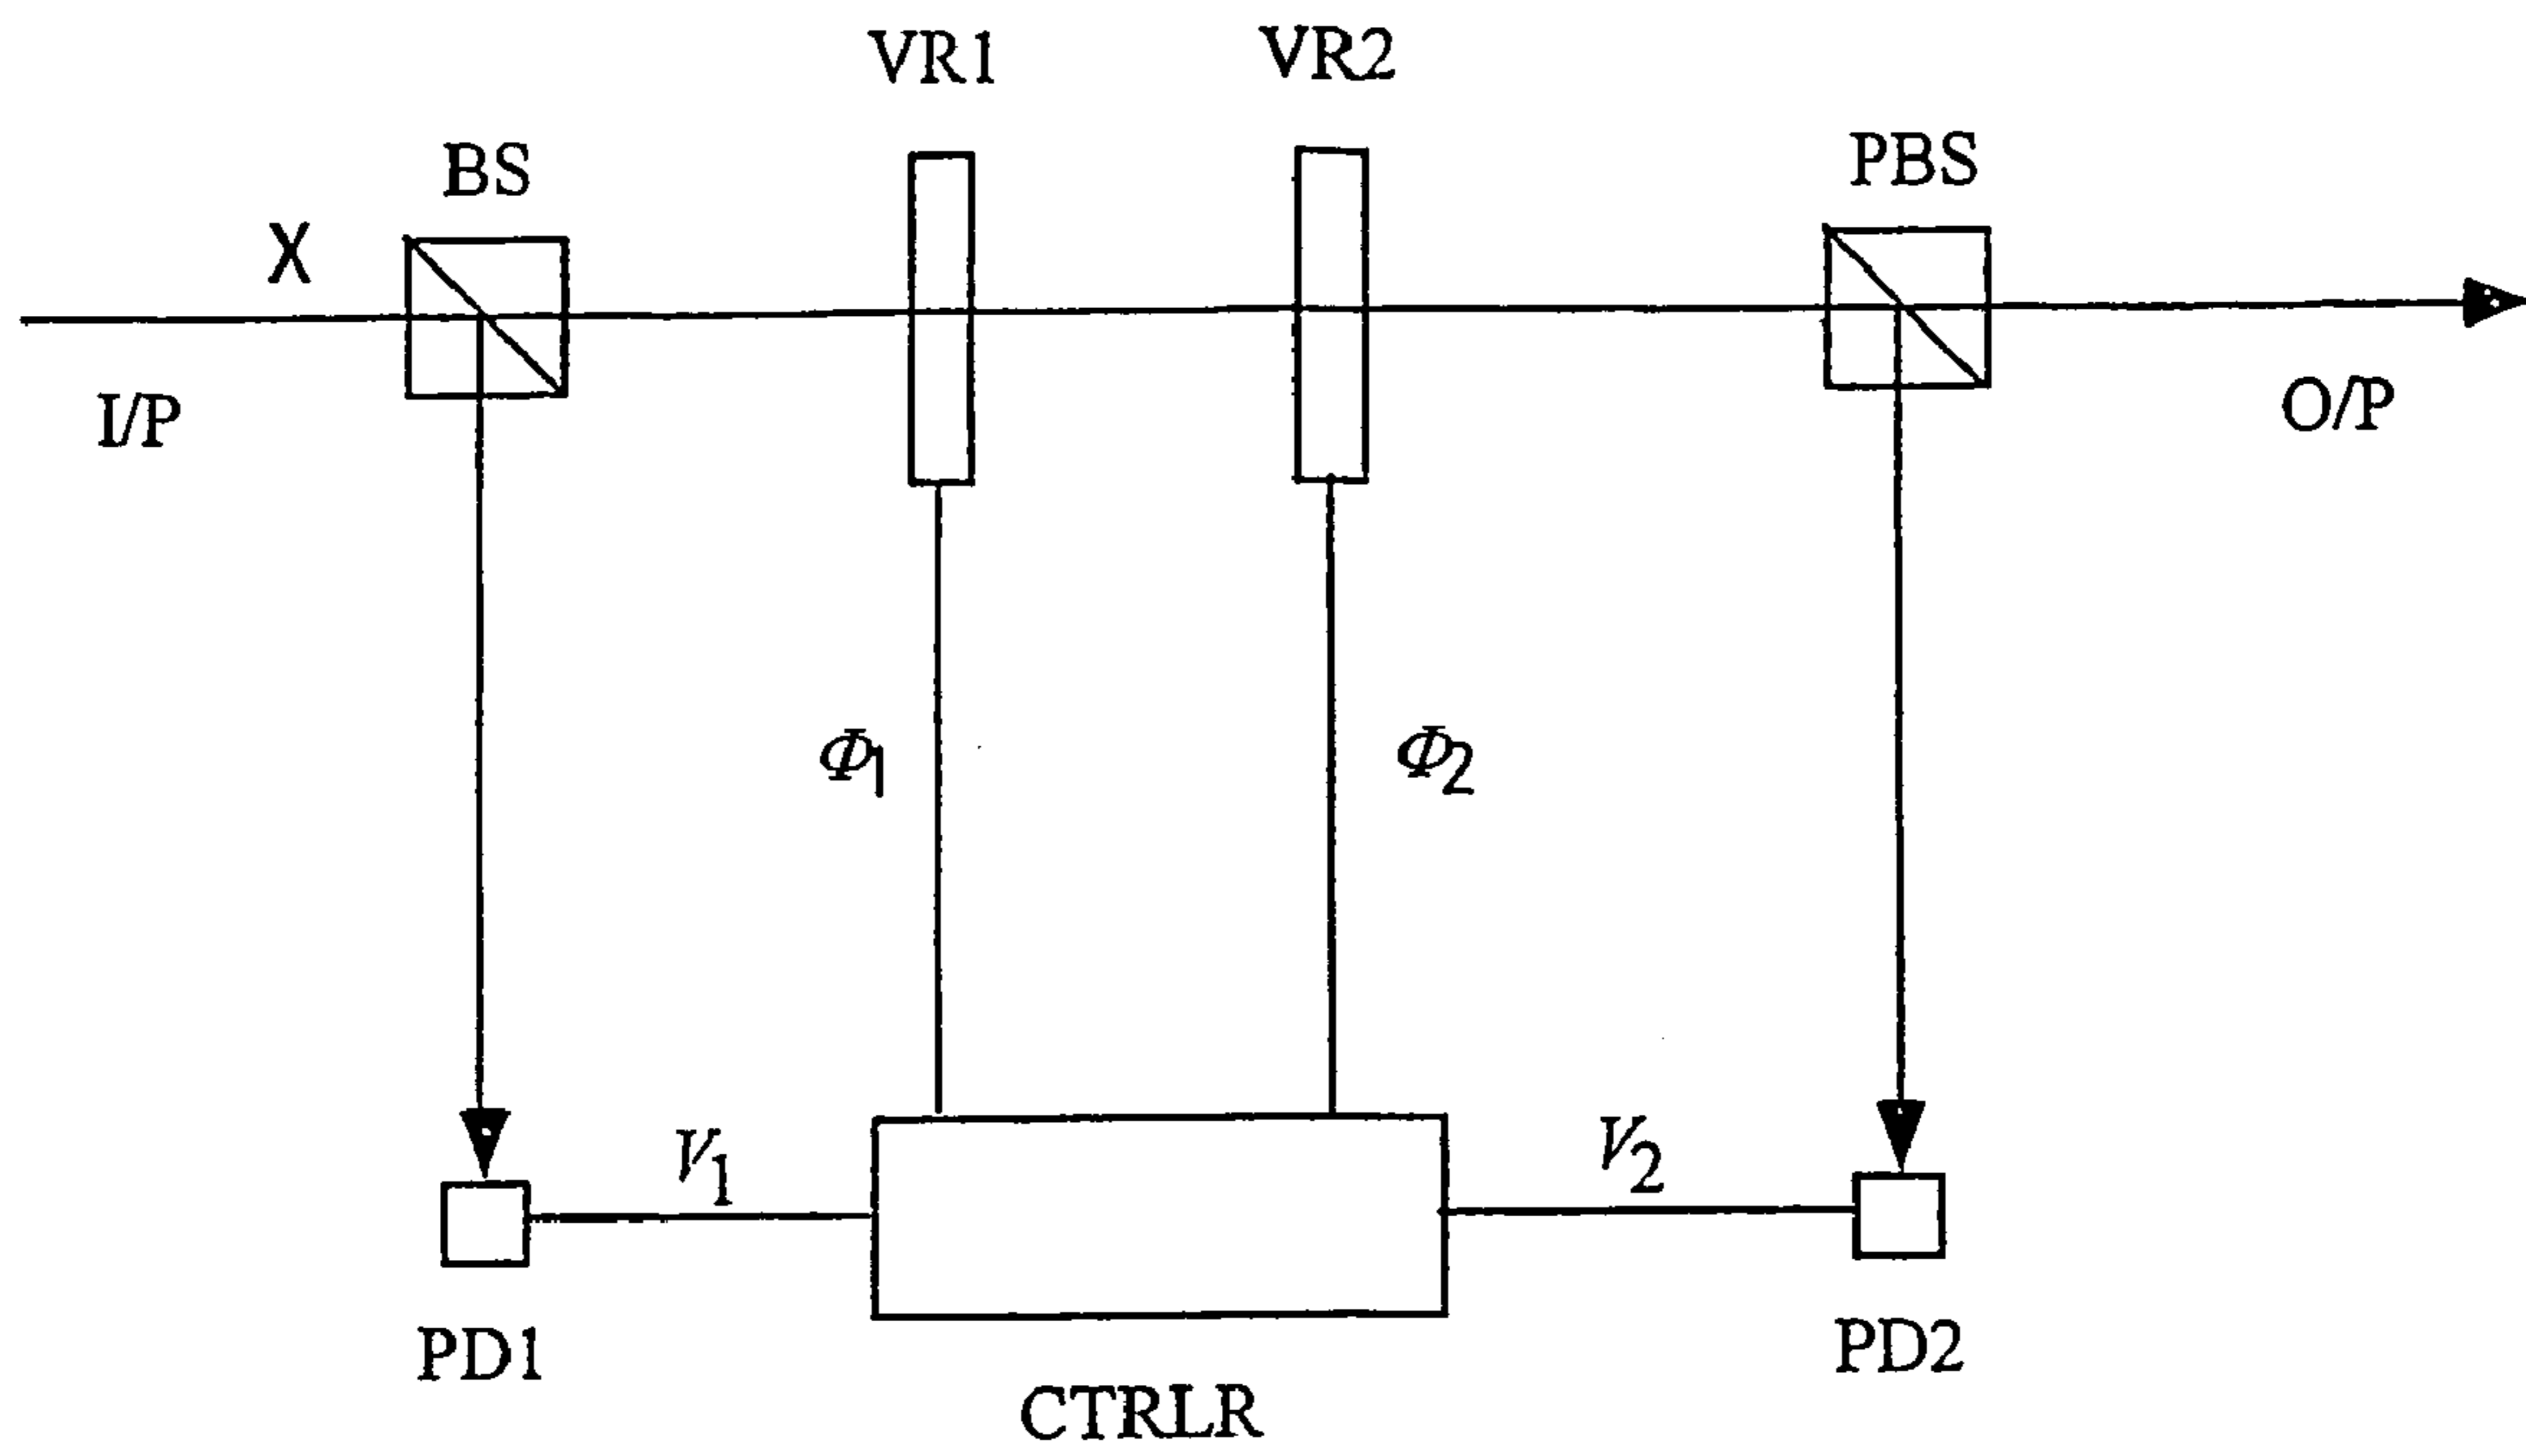 VR1
VR2
BS
PBS
X
I/P
O/P
Φ1
Φ2
V1
V2
PD1
PD2
CTRLR